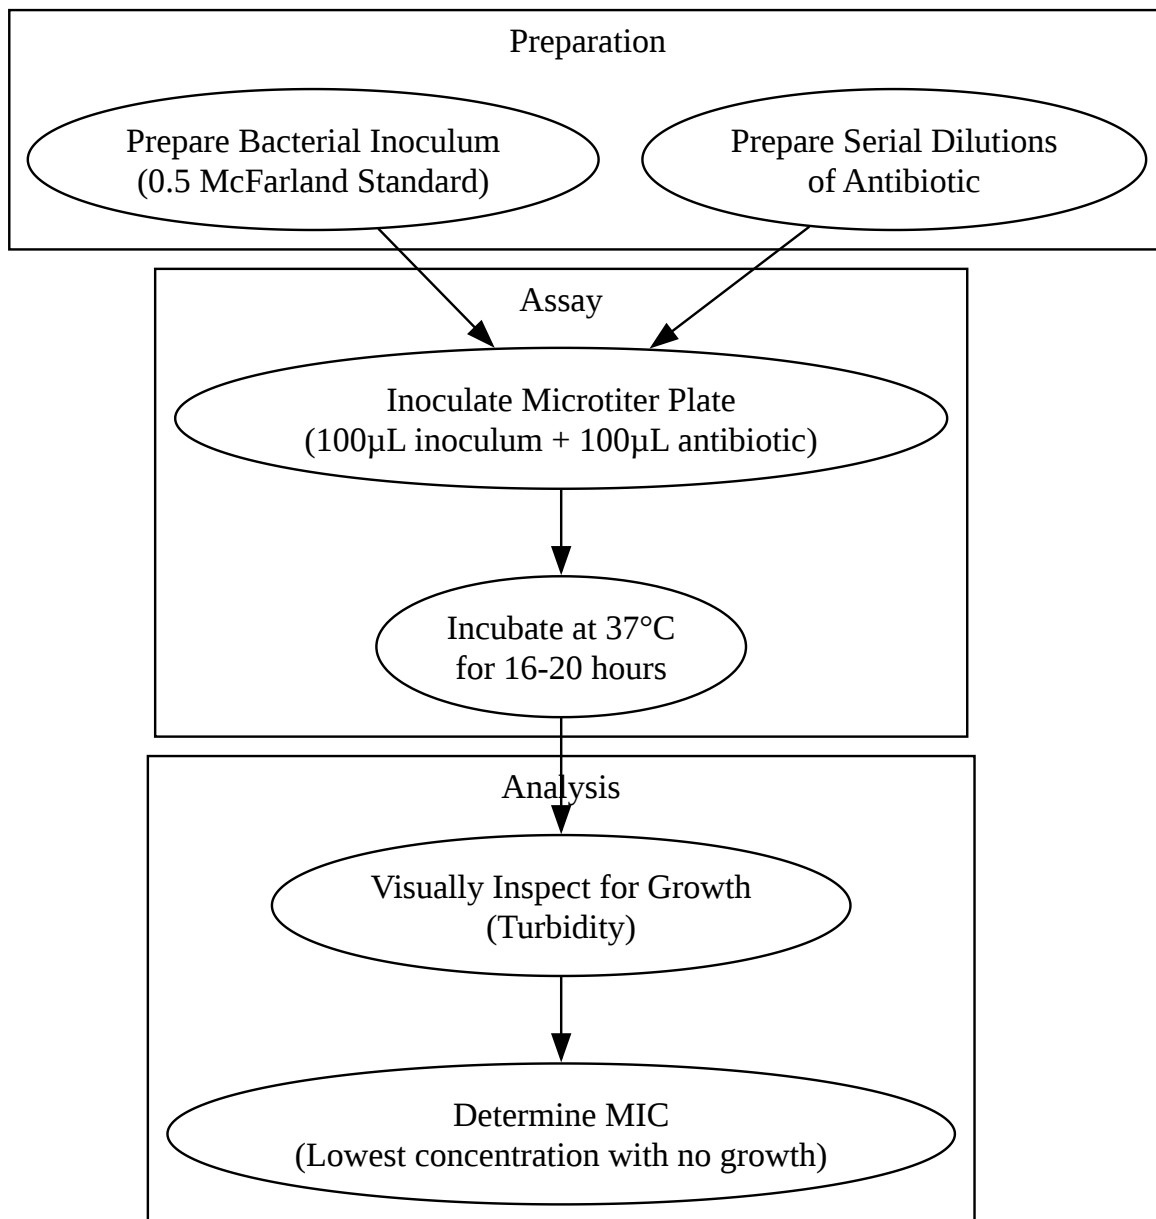 Preparation
Prepare Bacterial Inoculum
(0.5 McFarland Standard)
Prepare Serial Dilutions
of Antibiotic
Assay
Inoculate Microtiter Plate
(100µL inoculum + 100µL antibiotic)
Incubate at 37°C
for 16-20 hours
Analysis
Visually Inspect for Growth
(Turbidity)
Determine MIC
(Lowest concentration with no growth)